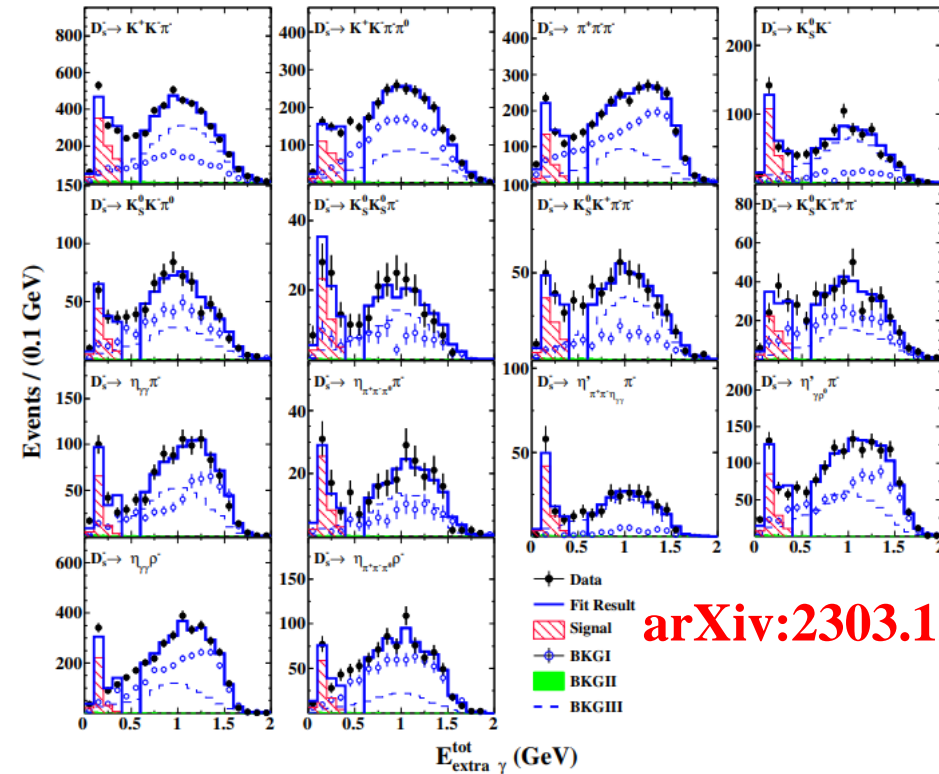 Events / (0.1 GeV)
D_s^-→ K^+K^-π^-
D_s^-→ K^+K^-π^-π^0
D_s^-→ π^+π^-π^-
D_s^-→ K_S^0K^-
600
400
200
150
300
200
100
300
200
100
100
200
100
D_s^-→ K_S^0K^-π^0
D_s^-→ K_S^0K_S^0π^-
D_s^-→ K_S^0K^+π^-π^-
D_s^-→ K_S^0K^-π^+π^-
100
50
40
20
50
80
60
40
20
D_s^-→ η_γγπ^-
D_s^-→ η_π^+π^-π^0π^-
D_s^-→ η'_π^+π^-η_γγ π^-
D_s^-→ η'_γρ^0 π^-
150
100
50
40
20
100
50
200
150
100
50
D_s^-→ η_γγρ^-
D_s^-→ η_π^+π^-π^0ρ^-
600
400
200
150
100
50
0 0.5 1 1.5 2
0 0.5 1 1.5 2
0 0.5 1 1.5 2
0 0.5 1 1.5 2
Data
Fit Result
Signal
BKGI
BKGII
BKGIII
arXiv:2303.1
E_extra γ^tot (GeV)